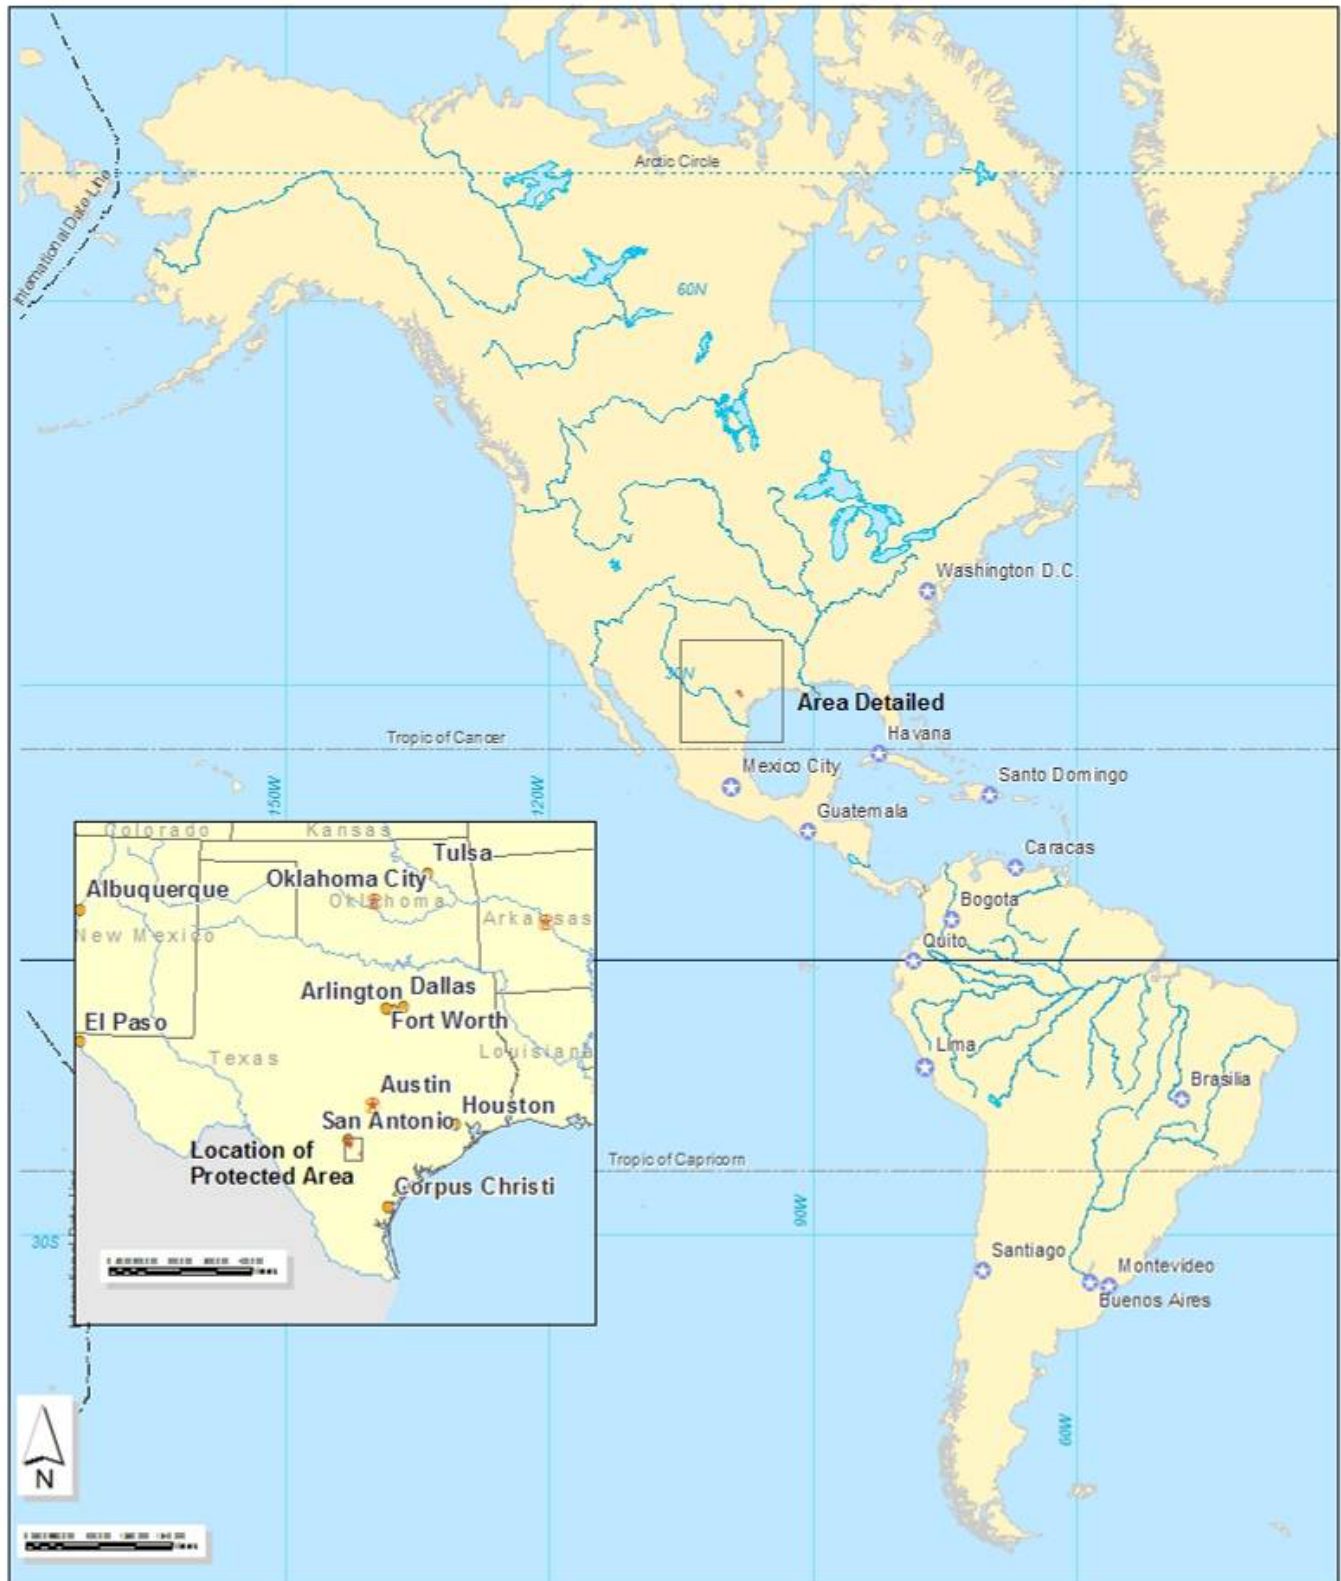 Arctic Circle
International Date Line
60N
Washington D.C.
30N
Area Detailed
Havana
Tropic of Cancer
Mexico City
Santo Domingo
150W
120W
Guatemala
Caracas
Bogota
Quito
Lima
Brasilia
Tropic of Capricorn
90W
30S
Santiago
Montevideo
Buenos Aires
60W
Colorado
Kansas
Tulsa
Albuquerque
Oklahoma City
Oklahoma
Arkansas
New Mexico
Arlington
Dallas
El Paso
Fort Worth
Texas
Louisiana
Austin
San Antonio
Houston
Location of
Protected Area
Corpus Christi
N